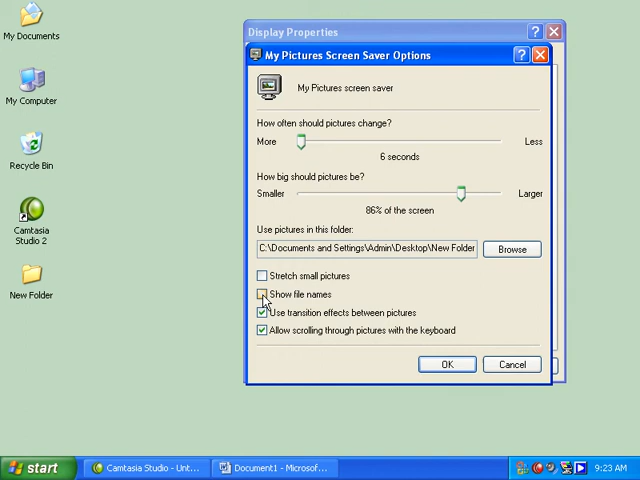 My Documents
My Computer
Recycle Bin
Camtasia
Studio 2
New Folder
Display Properties
My Pictures Screen Saver Options
My Pictures screen saver
How often should pictures change?
More
Less
6 seconds
How big should pictures be?
Smaller
Larger
86% of the screen
Use pictures in this folder:
C:\Documents and Settings\Admin\Desktop\New Folder
Browse
Stretch small pictures
Show file names
Use transition effects between pictures
Allow scrolling through pictures with the keyboard
OK
Cancel
start
Camtasia Studio - Unt...
Document1 - Microsof...
9:23 AM